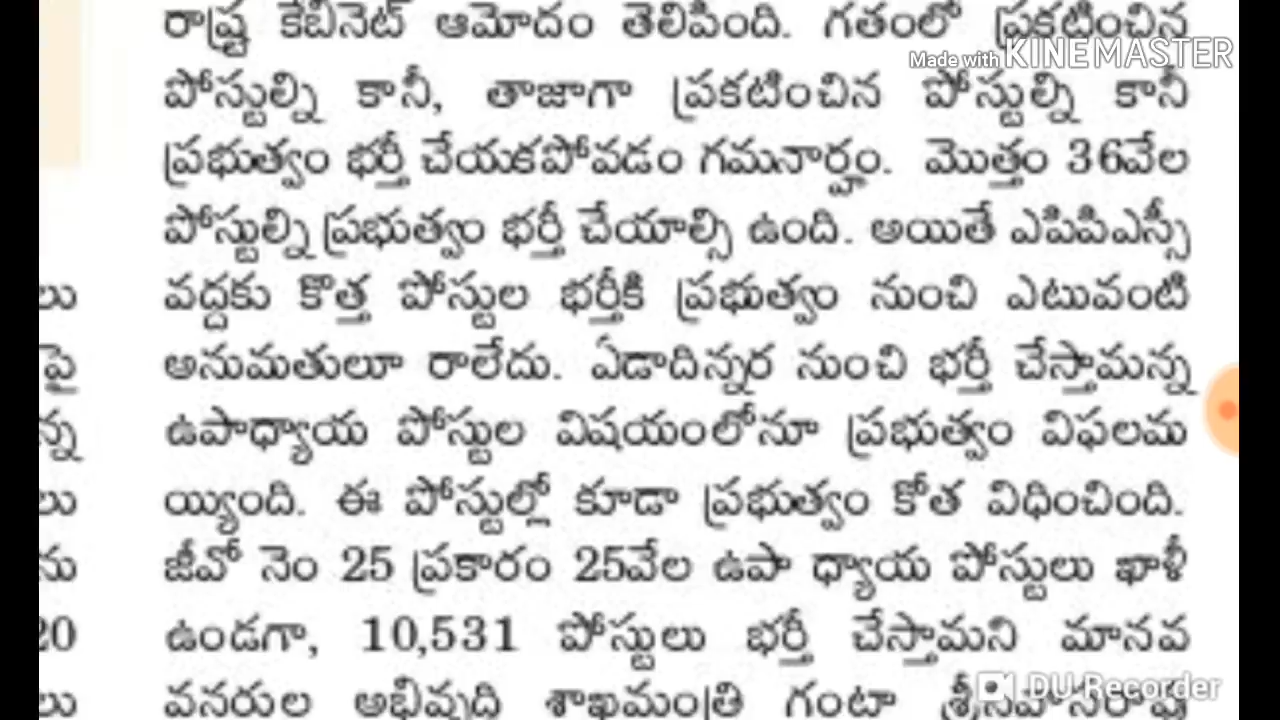 రాష్ట్ర కేబినెట్ ఆమోదం తెలిపింది. గతంలో ప్రకటించిన
Made with KINEMASTER
పోస్టుల్ని కానీ, తాజాగా ప్రకటించిన పోస్టుల్ని కానీ
ప్రభుత్వం భర్తీ చేయకపోవడం గమనార్హం. మొత్తం 36వేల
పోస్టుల్ని ప్రభుత్వం భర్తీ చేయాల్సి ఉంది. అయితే ఎపిపిఎస్సీ
లు వద్దకు కొత్త పోస్టుల భర్తీకి ప్రభుత్వం నుంచి ఎటువంటి
పై అనుమతులూ రాలేదు. ఏడాదిన్నర నుంచి భర్తీ చేస్తామన్న
న్న ఉపాధ్యాయ పోస్టుల విషయంలోనూ ప్రభుత్వం విఫలమ
లు య్యింది. ఈ పోస్టుల్లో కూడా ప్రభుత్వం కోత విధించింది.
ను జీవో నెం 25 ప్రకారం 25వేల ఉపా ధ్యాయ పోస్టులు ఖాళీ
20 ఉండగా, 10,531 పోస్టులు భర్తీ చేస్తామని మానవ
లు వనరుల అభివృద్ధి శాఖమంత్రి గంటా
DU Recorder